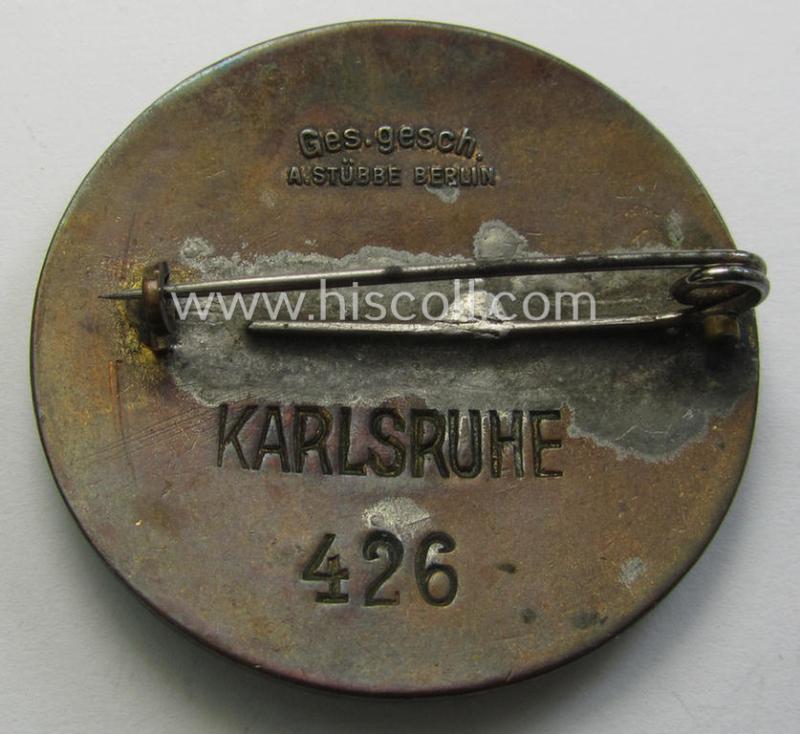 Ges. gesch.
A. STÜBBE BERLIN
www.hiscoll.com
KARLSRUHE
426